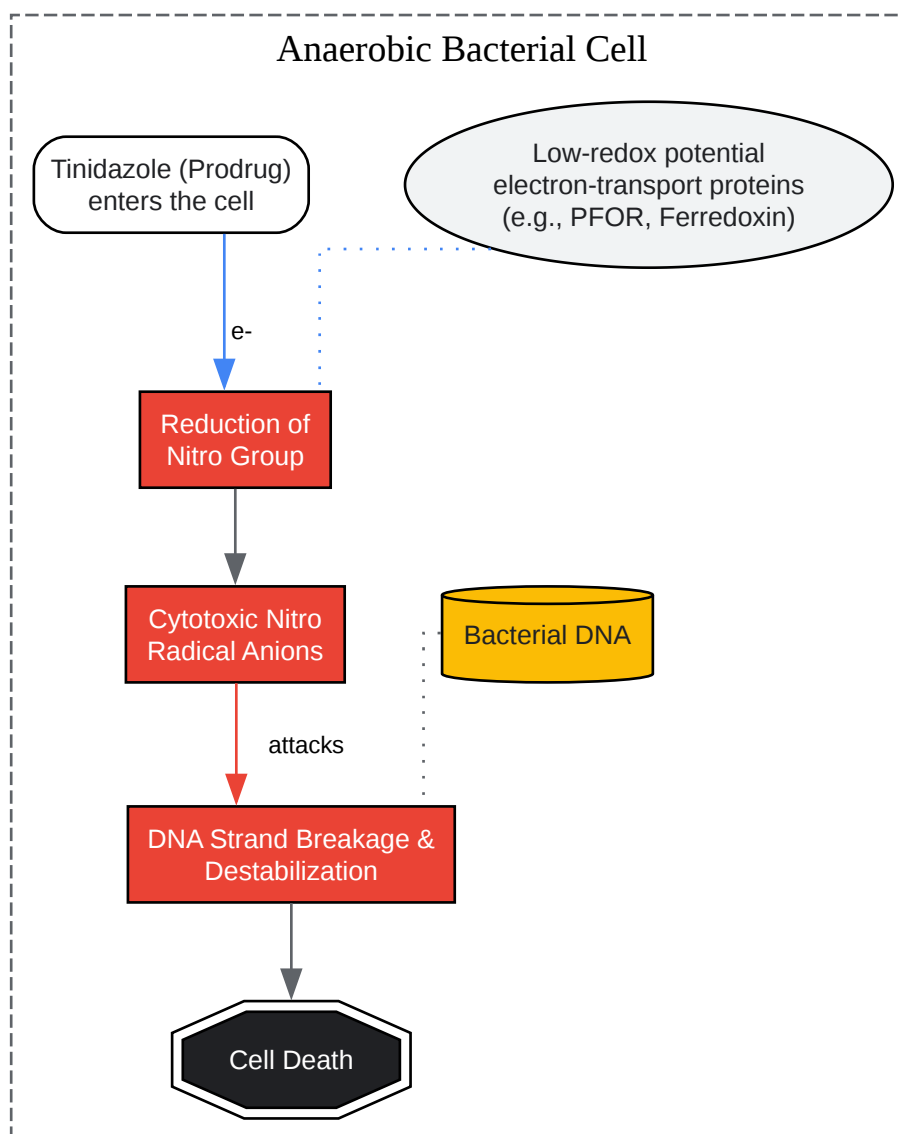 Anaerobic Bacterial Cell
Tinidazole (Prodrug)
enters the cell
Low-redox potential
electron-transport proteins
(e.g., PFOR, Ferredoxin)
e-
Reduction of
Nitro Group
Cytotoxic Nitro
Radical Anions
Bacterial DNA
attacks
DNA Strand Breakage &
Destabilization
Cell Death